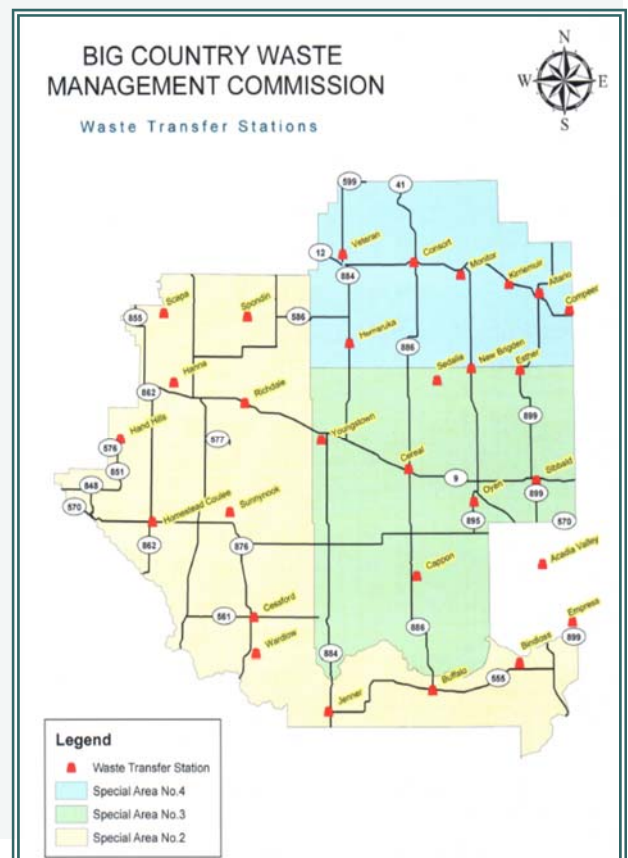 BIG COUNTRY WASTE
MANAGEMENT COMMISSION
Waste Transfer Stations
N
W E
S
599
41
Veteran
12
Consort
Monitor
884
Kirriemuir
Altario
Compeer
Scapa
Spondin
855
586
Hemaruka
886
Sedalia
New Brigden
Esther
Hanna
862
Richdale
899
Hand Hills
577
Youngstown
576
851
Cereal
9
Sibbald
848
899
570
Oyen
Homestead Coulee
Sunnynook
895
570
862
876
Cappon
Acadia Valley
561
Cessford
886
Empress
899
Wardlow
884
Bindloss
Buffalo
555
Jenner
Legend
Waste Transfer Station
Special Area No.4
Special Area No.3
Special Area No.2